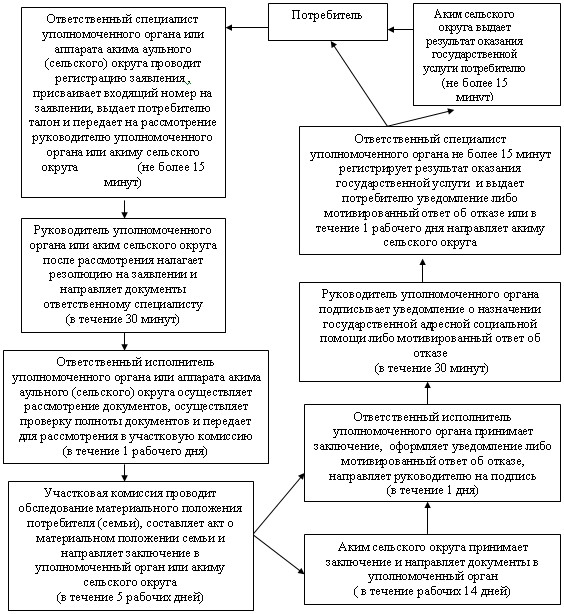 Потребитель
Ответственный специалист
уполномоченного органа или
аппарата акима аульного
(сельского) округа проводит
регистрацию заявления,,
присваивает входящий номер на
заявлении, выдает потребителю
талон и передает на рассмотрение
руководителю уполномоченного
органа или акиму сельского
округа (не более 15
минут)
Руководитель уполномоченного
органа или аким сельского округа
после рассмотрения налагает
резолюцию на заявлении и
направляет документы
ответственному специалисту
(в течение 30 минут)
Ответственный исполнитель
уполномоченного органа или аппарата акима
аульного (сельского) округа осуществляет
рассмотрение документов, осуществляет
проверку полноты документов и передает
для рассмотрения в участковую комиссию
(в течение 1 рабочего дня)
Участковая комиссия проводит
обследование материального положения
потребителя (семьи), составляет акт о
материальном положении семьи и
направляет заключение в
уполномоченный орган или акиму
сельского округа
(в течение 5 рабочих дней)
Аким сельского округа принимает
заключение и направляет документы в
уполномоченный орган
( в течение рабочих 14 дней)
Ответственный исполнитель
уполномоченного органа принимает
заключение, оформляет уведомление либо
мотивированный ответ об отказе,
направляет руководителю на подпись
(в течение 1 дня)
Руководитель уполномоченного органа
подписывает уведомление о назначении
государственной адресной социальной
помощи либо мотивированный ответ об
отказе
(в течение 30 минут)
Ответственный специалист
уполномоченного органа не более 15 минут
регистрирует результат оказания
государственной услуги и выдает
потребителю уведомление либо
мотивированный ответ об отказе или в
течение 1 рабочего дня направляет акиму
сельского округа
Аким сельского
округа выдает
результат оказания
государственной
услуги потребителю
(не более 15
минут)